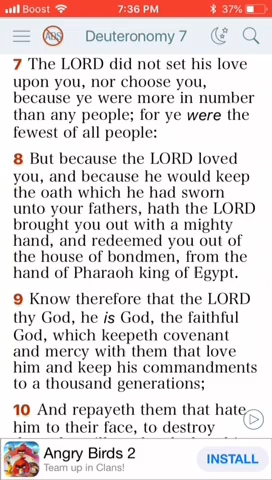 Boost 7:36 PM 37%
ADS Deuteronomy 7
7 The LORD did not set his love
upon you, nor choose you,
because ye were more in number
than any people; for ye were the
fewest of all people:
8 But because the LORD loved
you, and because he would keep
the oath which he had sworn
unto your fathers, hath the LORD
brought you out with a mighty
hand, and redeemed you out of
the house of bondmen, from the
hand of Pharaoh king of Egypt.
9 Know therefore that the LORD
thy God, he is God, the faithful
God, which keepeth covenant
and mercy with them that love
him and keep his commandments
to a thousand generations;
10 And repayeth them that hate
him to their face, to destroy
Angry Birds 2
Team up in Clans!
INSTALL